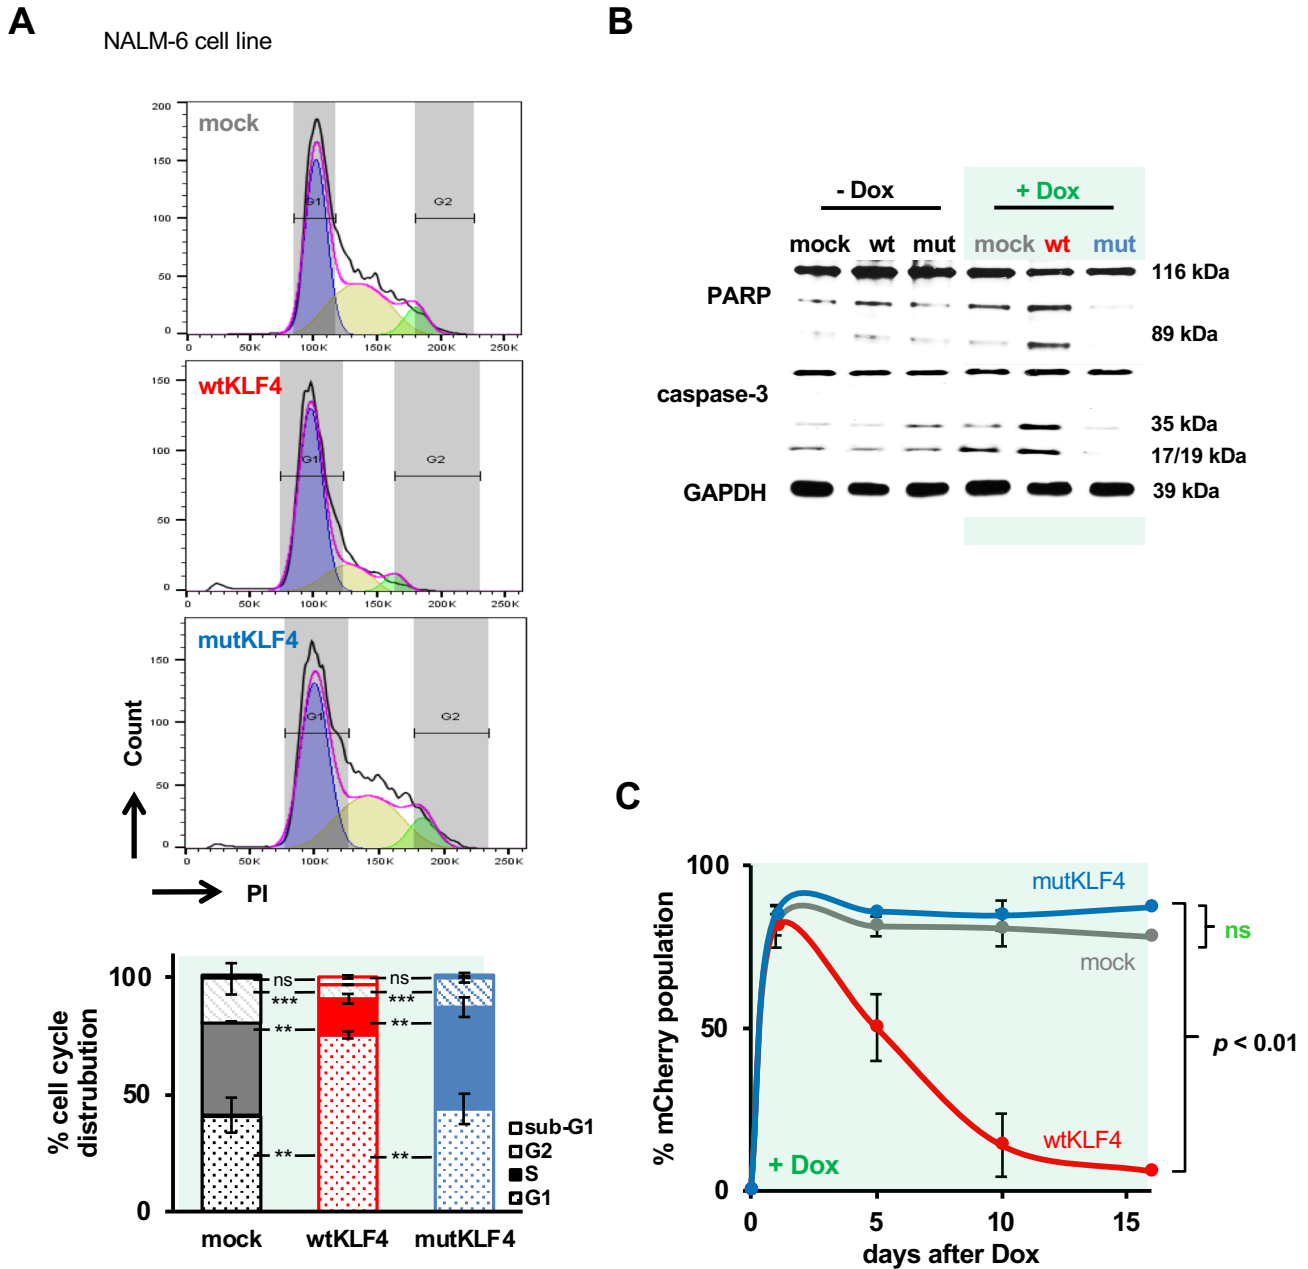 A
NALM-6 cell line
mock
200
150
100
50
0
G1
G2
0 50K 100K 150K 200K 250K
wtKLF4
150
100
50
0
G1
G2
0 50K 100K 150K 200K 250K
mutKLF4
150
100
50
0
G1
G2
0 50K 100K 150K 200K 250K
Count
PI
% cell cycle
distrubution
100
50
0
ns
***
**
**
ns
***
**
**
sub-G1
G2
S
G1
mock wtKLF4 mutKLF4
B
- Dox + Dox
mock wt mut mock wt mut
PARP
116 kDa
89 kDa
caspase-3
35 kDa
17/19 kDa
GAPDH
39 kDa
C
% mCherry population
100
50
0
mutKLF4
mock
wtKLF4
+ Dox
ns
p < 0.01
0 5 10 15
days after Dox